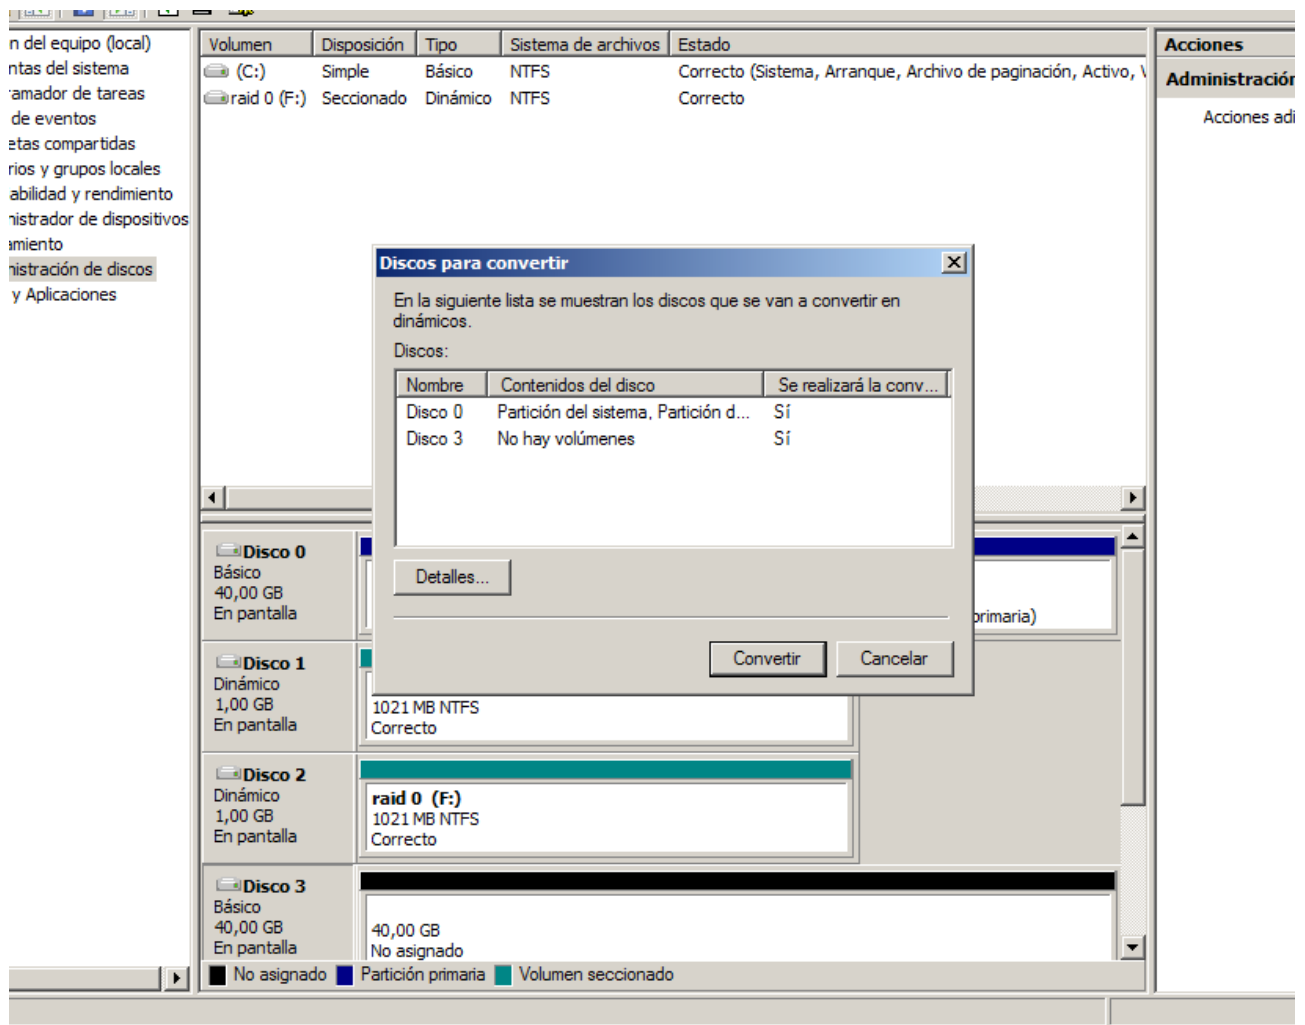 n del equipo (local)
ntas del sistema
ramador de tareas
de eventos
etas compartidas
rios y grupos locales
abilidad y rendimiento
nistrador de dispositivos
amiento
nistración de discos
y Aplicaciones
Volumen Disposición Tipo Sistema de archivos Estado
(C:) Simple Básico NTFS Correcto (Sistema, Arranque, Archivo de paginación, Activo, V
raid 0 (F:) Seccionado Dinámico NTFS Correcto
Acciones
Administración
Acciones adi
Discos para convertir
En la siguiente lista se muestran los discos que se van a convertir en
dinámicos.
Discos:
Nombre Contenidos del disco Se realizará la conv...
Disco 0 Partición del sistema, Partición d... Sí
Disco 3 No hay volúmenes Sí
Detalles...
Convertir Cancelar
Disco 0
Básico
40,00 GB
En pantalla
primaria)
Disco 1
Dinámico
1,00 GB
En pantalla
1021 MB NTFS
Correcto
Disco 2
Dinámico
1,00 GB
En pantalla
raid 0 (F:)
1021 MB NTFS
Correcto
Disco 3
Básico
40,00 GB
En pantalla
40,00 GB
No asignado
No asignado Partición primaria Volumen seccionado